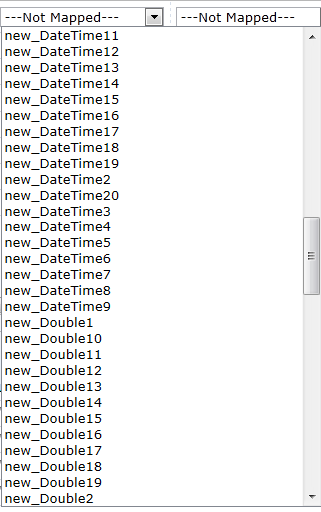 ---Not Mapped--- ---Not Mapped---
new_DateTime11
new_DateTime12
new_DateTime13
new_DateTime14
new_DateTime15
new_DateTime16
new_DateTime17
new_DateTime18
new_DateTime19
new_DateTime2
new_DateTime20
new_DateTime3
new_DateTime4
new_DateTime5
new_DateTime6
new_DateTime7
new_DateTime8
new_DateTime9
new_Double1
new_Double10
new_Double11
new_Double12
new_Double13
new_Double14
new_Double15
new_Double16
new_Double17
new_Double18
new_Double19
new_Double2